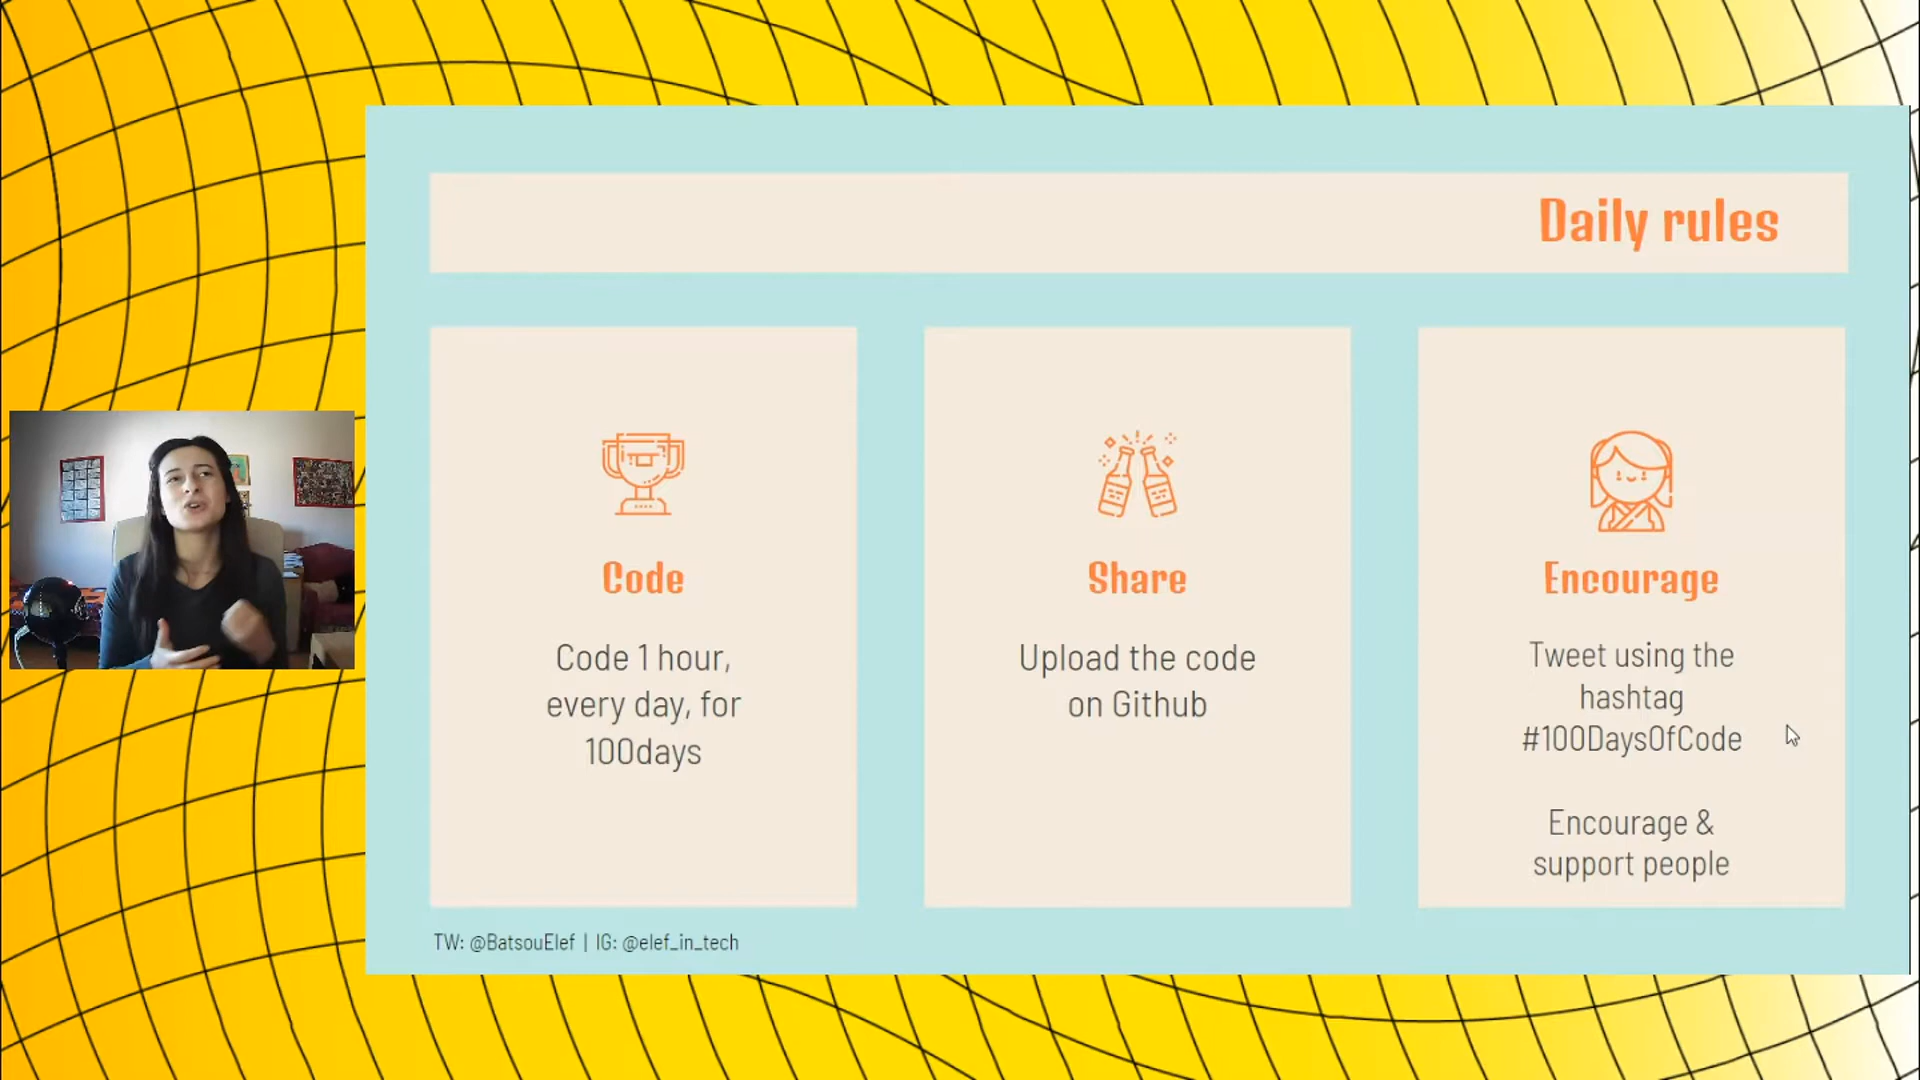 Daily rules
Code
Code 1 hour,
every day, for
100days
Share
Upload the code
on Github
Encourage
Tweet using the
hashtag
#100DaysOfCode
Encourage &
support people
TW: @BatsouElef | IG: @elef_in_tech